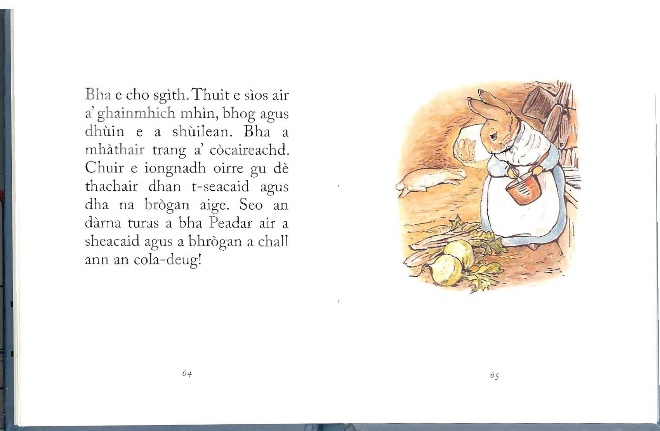 Bha e cho sgìth. Thuit e sìos air
a' ghainmhich mhìn, bhog agus
dhùin e a shùilean. Bha a
mhàthair trang a' còcaireachd.
Chuir e iongnadh oirre gu dè
thachair dhan t-seacaid agus
dha na brògan aige. Seo an
dàrna turas a bha Peadar air a
sheacaid agus a bhrògan a chall
ann an cola-deug!
64
65